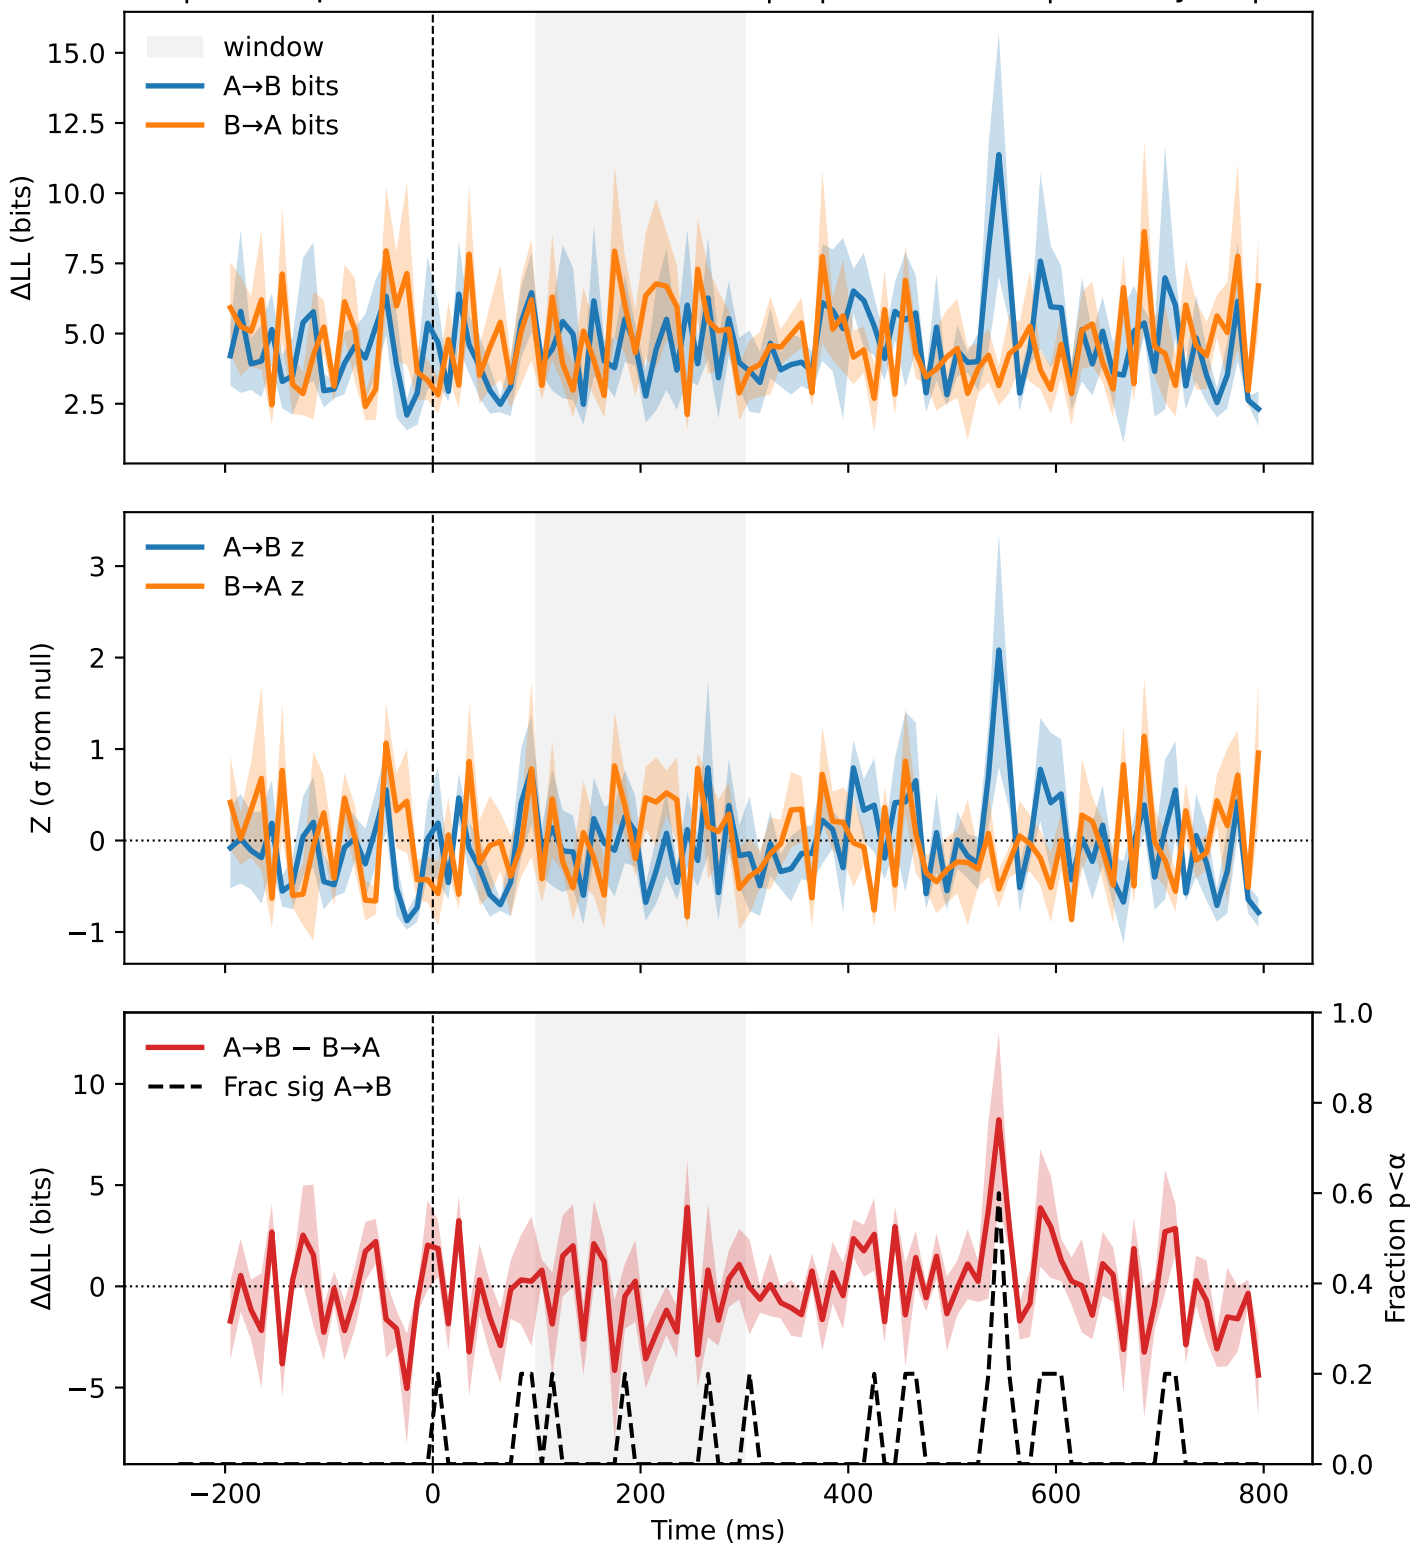 window
A→B bits
B→A bits
ΔLL (bits)
15.0
12.5
10.0
7.5
5.0
2.5
A→B z
B→A z
Z (σ from null)
3
2
1
0
−1
A→B − B→A
Frac sig A→B
ΔΔLL (bits)
10
5
0
−5
1.0
0.8
0.6
0.4
0.2
0.0
Fraction p<α
−200
0
200
400
600
800
Time (ms)